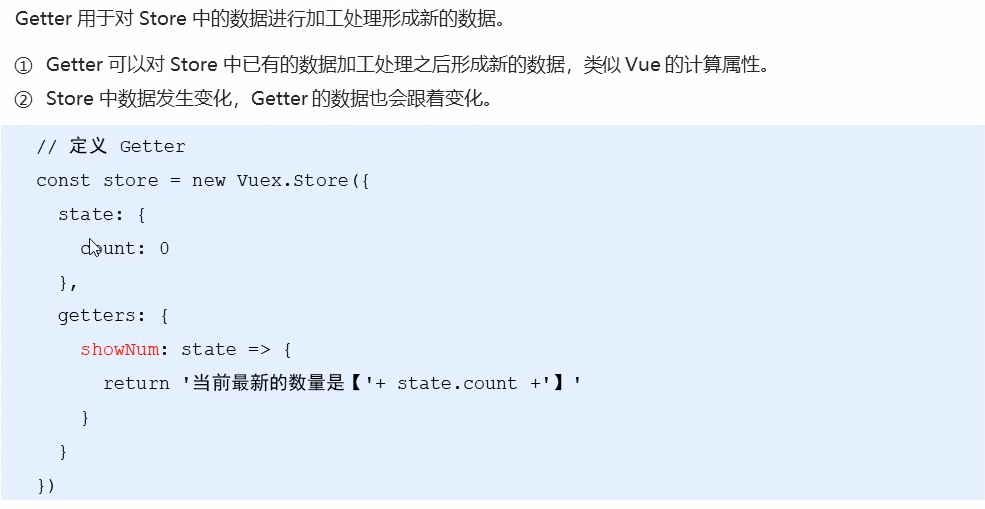 Getter 用于对 Store 中的数据进行加工处理形成新的数据。
① Getter 可以对 Store 中已有的数据加工处理之后形成新的数据，类似 Vue 的计算属性。
② Store 中数据发生变化，Getter 的数据也会跟着变化。
// 定义 Getter
const store = new Vuex.Store({
state: {
count: 0
},
getters: {
showNum: state => {
return '当前最新的数量是【'+ state.count +'】'
}
}
})